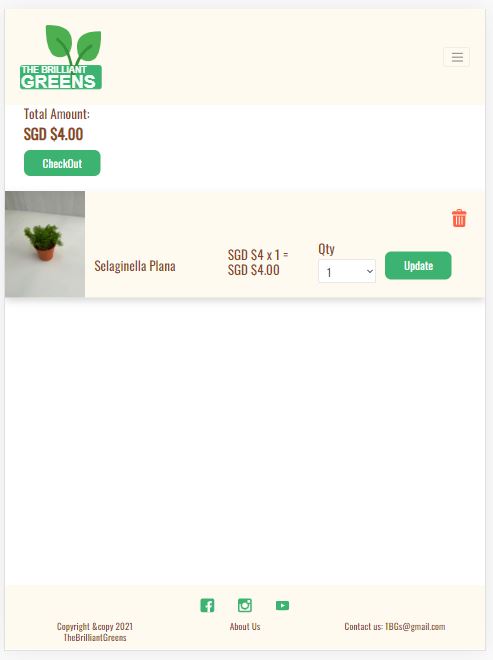 THE BRILLIANT
GREENS
Total Amount:
SGD $4.00
CheckOut
Selaginella Plana
SGD $4 x 1 =
SGD $4.00
Qty
1
Update
Copyright &copy 2021
TheBrilliantGreens
About Us
Contact us: 1BGs@gmail.com